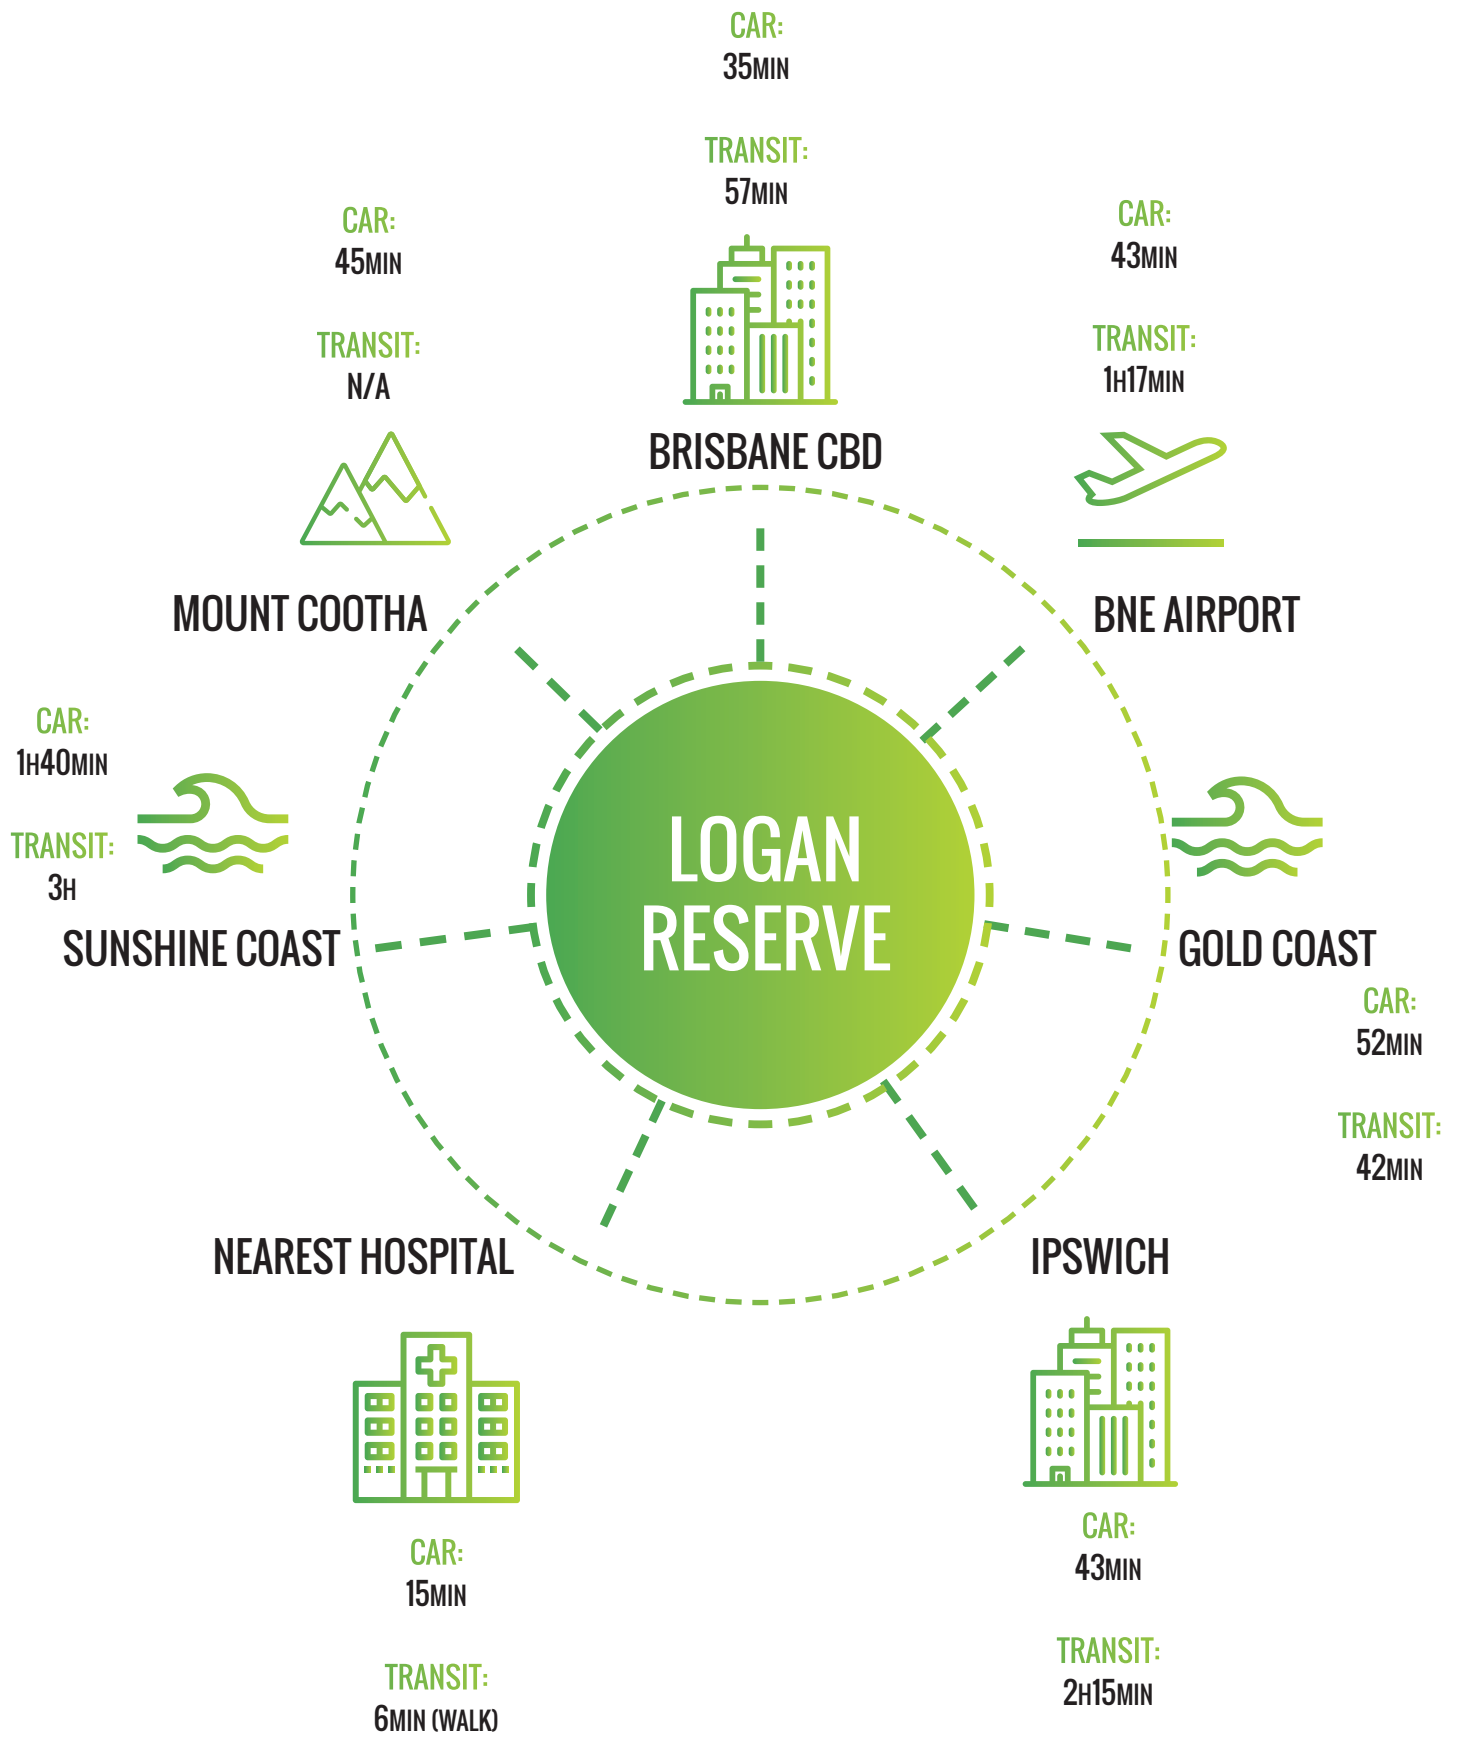 CAR:
35MIN
TRANSIT:
57MIN
BRISBANE CBD
CAR:
45MIN
TRANSIT:
N/A
MOUNT COOTHA
CAR:
43MIN
TRANSIT:
1H17MIN
BNE AIRPORT
CAR:
1H40MIN
TRANSIT:
3H
SUNSHINE COAST
LOGAN
RESERVE
GOLD COAST
CAR:
52MIN
TRANSIT:
42MIN
NEAREST HOSPITAL
CAR:
15MIN
TRANSIT:
6MIN (WALK)
IPSWICH
CAR:
43MIN
TRANSIT:
2H15MIN